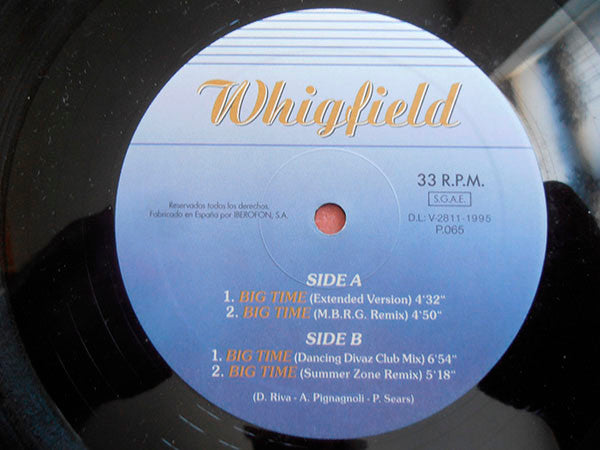 Whigfield
33 R.P.M.
S.G.A.E.
D.L: V-2811-1995
P.065
Reservados todos los derechos.
Fabricado en España por IBEROFON, S.A.
SIDE A
1. BIG TIME (Extended Version) 4'32"
2. BIG TIME (M.B.R.G. Remix) 4'50"
SIDE B
1. BIG TIME (Dancing Divaz Club Mix) 6'54"
2. BIG TIME (Summer Zone Remix) 5'18"
(D. Riva - A. Pignagnoli - P. Sears)